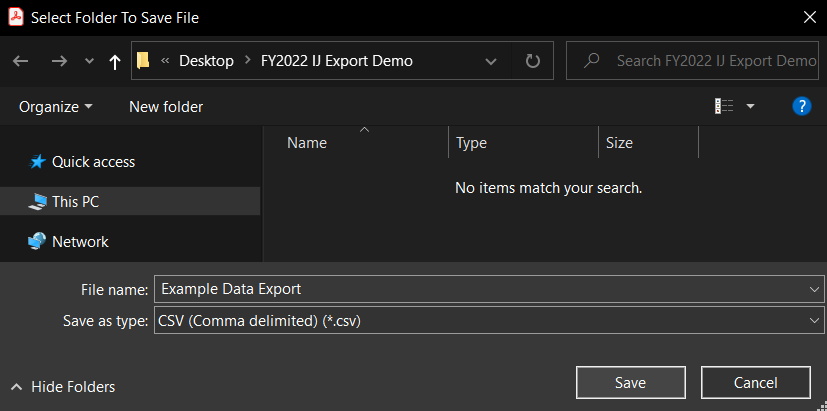 Select Folder To Save File
« Desktop > FY2022 IJ Export Demo
Search FY2022 IJ Export Demo
Organize
New folder
?
Name
Type
Size
Quick access
This PC
Network
No items match your search.
File name: Example Data Export
Save as type: CSV (Comma delimited) (*.csv)
Hide Folders
Save
Cancel